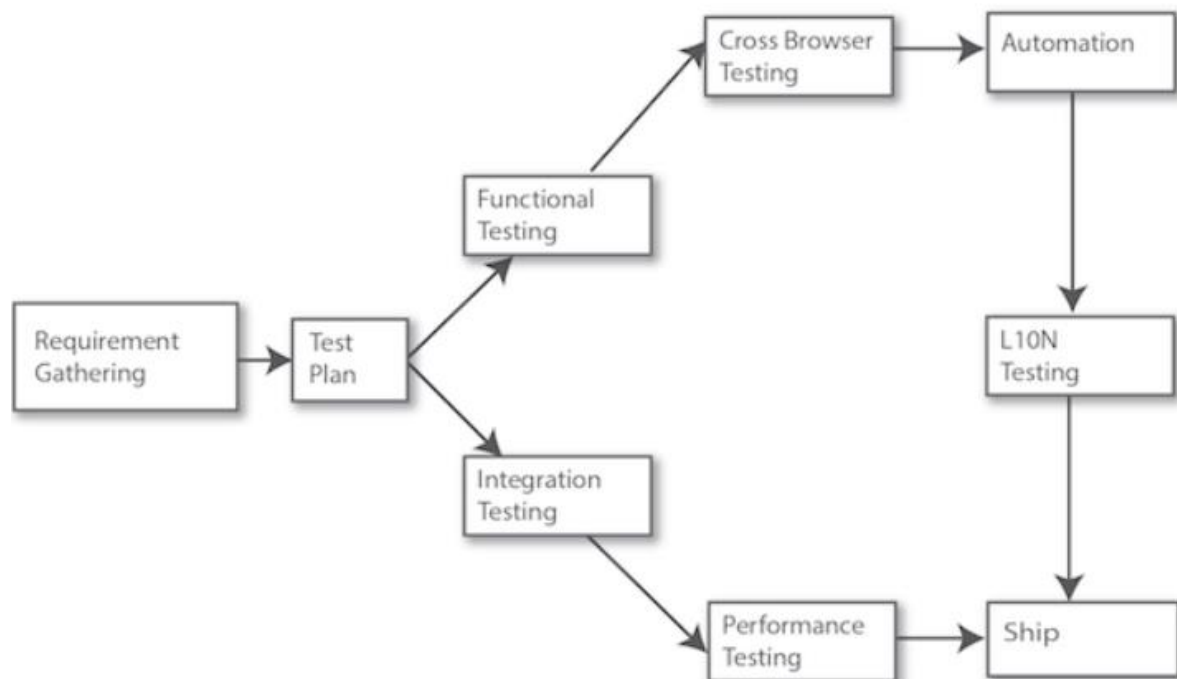 Cross Browser
Testing
Automation
Functional
Testing
Requirement
Gathering
Test
Plan
L10N
Testing
Integration
Testing
Performance
Testing
Ship